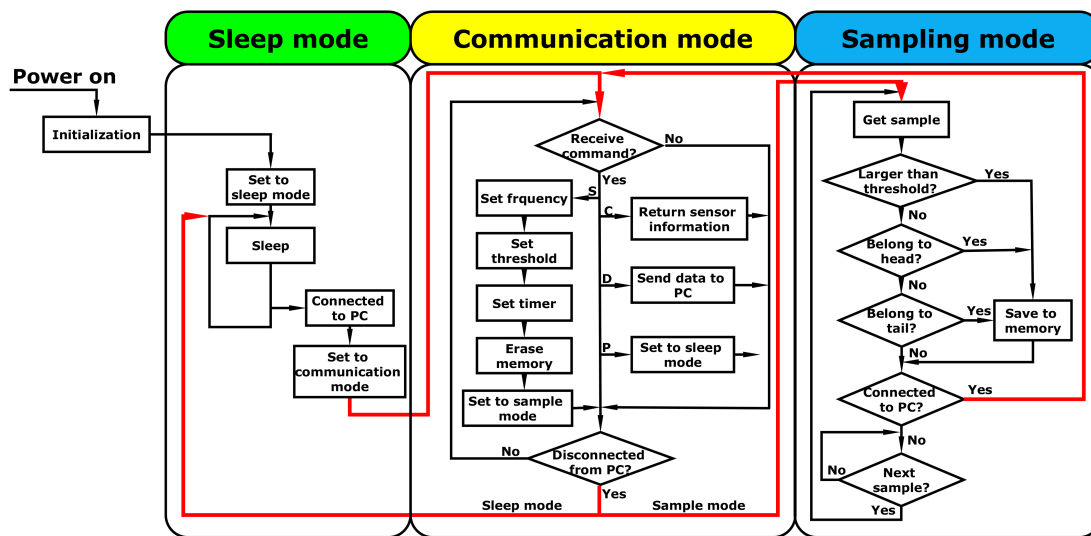 Sleep mode
Communication mode
Sampling mode
Power on
Initialization
Set to
sleep mode
Sleep
Connected
to PC
Set to
communication
mode
Receive
command?
No
Yes
S
Set frquency
C
Return sensor
information
Set
threshold
D
Send data to
PC
Set timer
Erase
memory
P
Set to sleep
mode
Set to sample
mode
No
Disconnected
from PC?
Yes
Sleep mode
Sample mode
Get sample
Larger than
threshold?
Yes
No
Belong to
head?
Yes
No
Belong to
tail?
Yes
Save to
memory
No
Connected
to PC?
Yes
No
No
Next
sample?
Yes